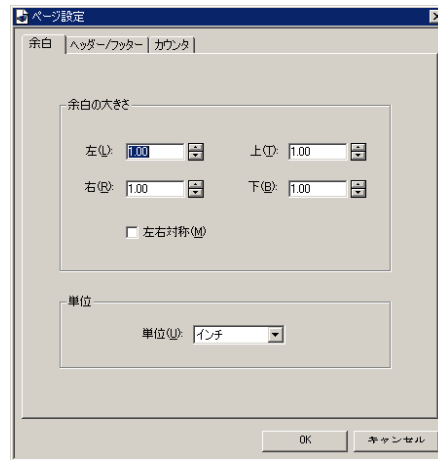 ページ設定
余白 ヘッダー/フッター カウンタ
余白の大きさ
左(L): 1.00 上(T): 1.00
右(R): 1.00 下(B): 1.00
左右対称(M)
単位
単位(U): インチ
OK キャンセル